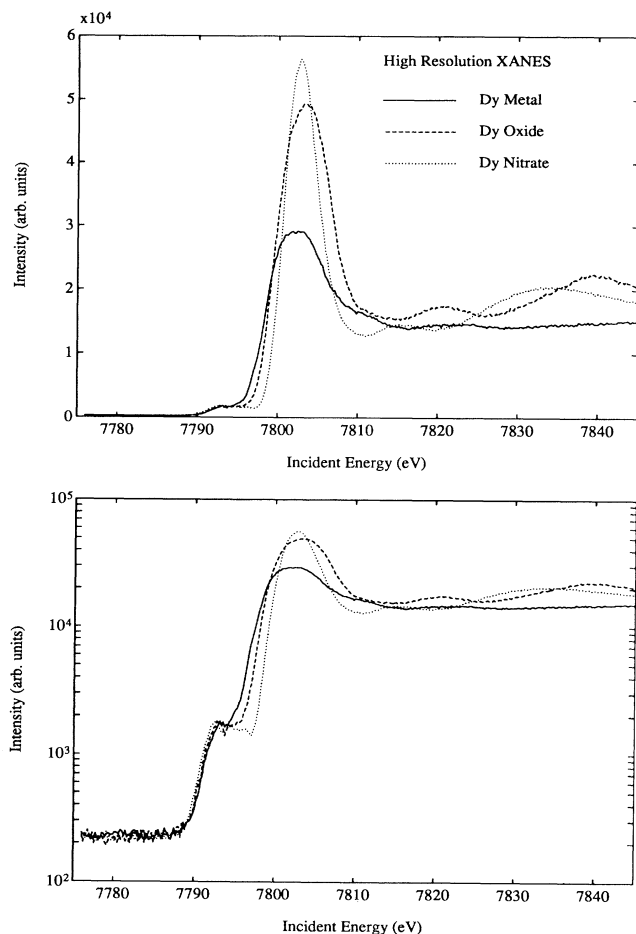 x10⁴
6
5
4
3
2
1
0
Intensity (arb. units)
High Resolution XANES
Dy Metal
Dy Oxide
Dy Nitrate
7780 7790 7800 7810 7820 7830 7840
Incident Energy (eV)
10⁵
10⁴
10³
10²
Intensity (arb. units)
7780 7790 7800 7810 7820 7830 7840
Incident Energy (eV)